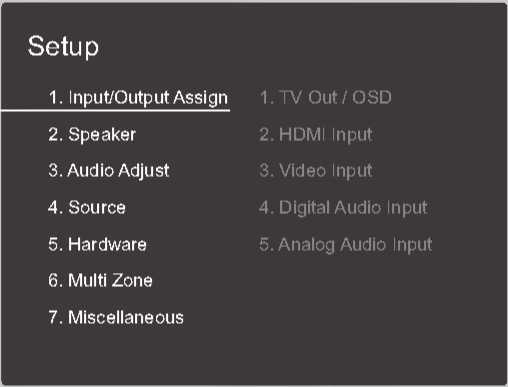 Setup
1. Input/Output Assign
2. Speaker
3. Audio Adjust
4. Source
5. Hardware
6. Multi Zone
7. Miscellaneous
1. TV Out / OSD
2. HDMI Input
3. Video Input
4. Digital Audio Input
5. Analog Audio Input